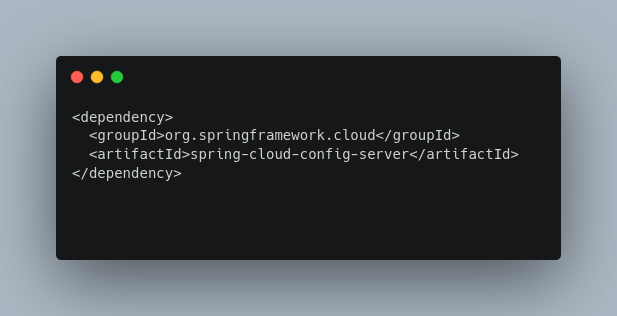 <dependency>
  <groupId>org.springframework.cloud</groupId>
  <artifactId>spring-cloud-config-server</artifactId>
</dependency>